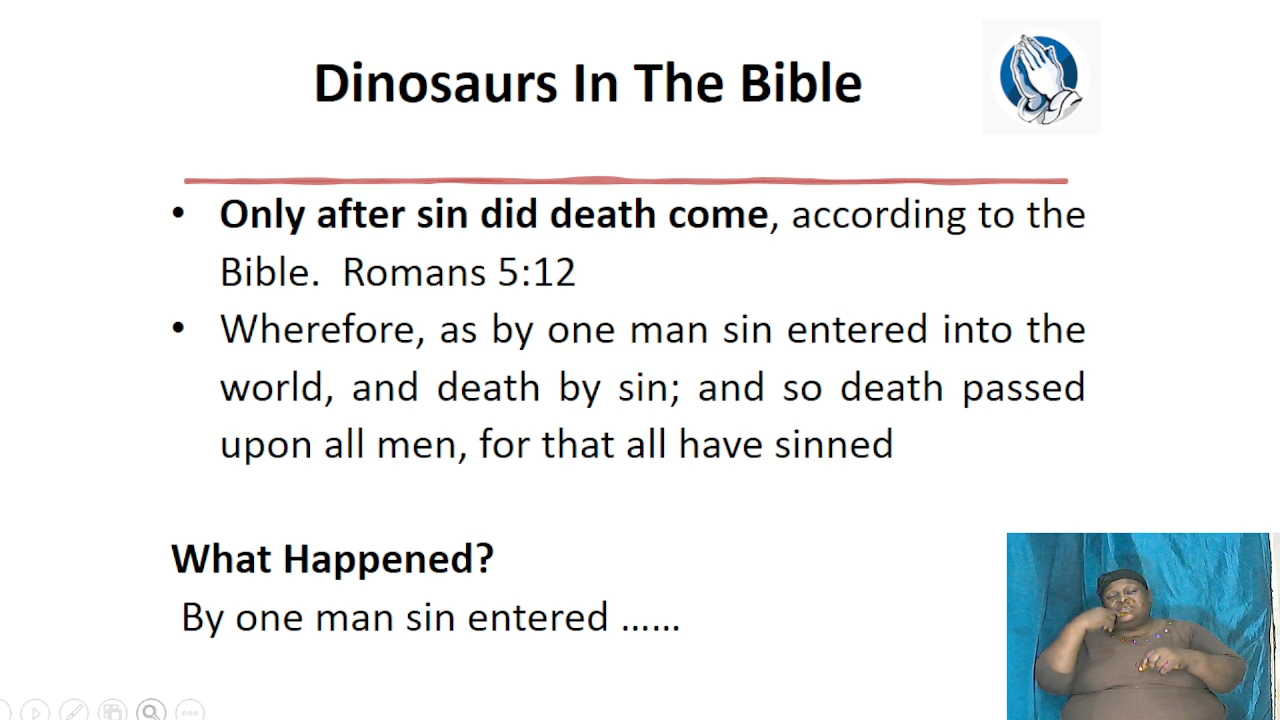 Dinosaurs In The Bible
• Only after sin did death come, according to the
Bible.  Romans 5:12
• Wherefore, as by one man sin entered into the
world, and death by sin; and so death passed
upon all men, for that all have sinned
What Happened?
By one man sin entered ......